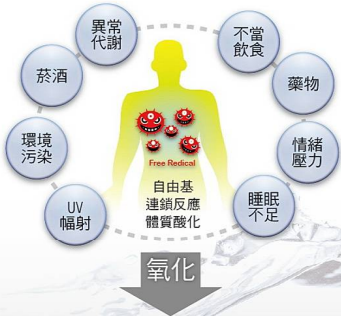 異常
代謝
不當
飲食
菸酒
藥物
環境
污染
情緒
壓力
Free Redical
自由基
連鎖反應
體質酸化
UV
幅射
睡眠
不足
氧化